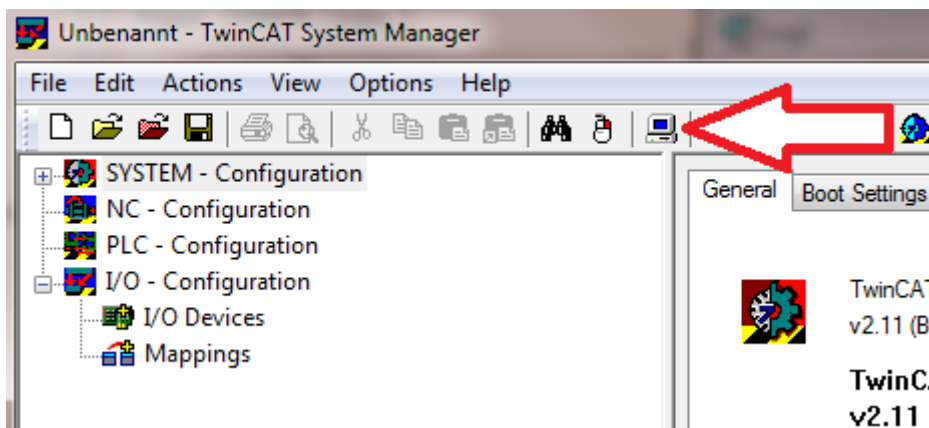 Unbenannt - TwinCAT System Manager
File Edit Actions View Options Help
SYSTEM - Configuration
NC - Configuration
PLC - Configuration
I/O - Configuration
I/O Devices
Mappings
General Boot Settings
TwinCAT
v2.11 (B
TwinC
v2.11